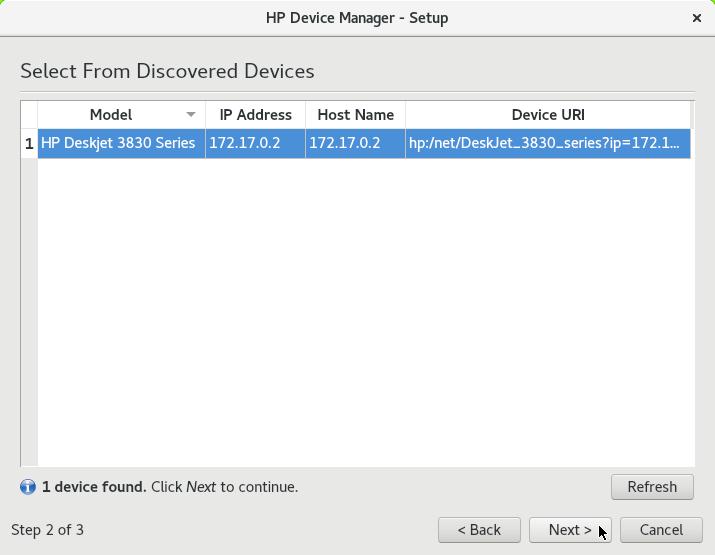 HP Device Manager - Setup
Select From Discovered Devices
Model IP Address Host Name Device URI
1 HP Deskjet 3830 Series 172.17.0.2 172.17.0.2 hp:/net/DeskJet_3830_series?ip=172.1...
1 device found. Click Next to continue.
Refresh
Step 2 of 3 < Back Next > Cancel